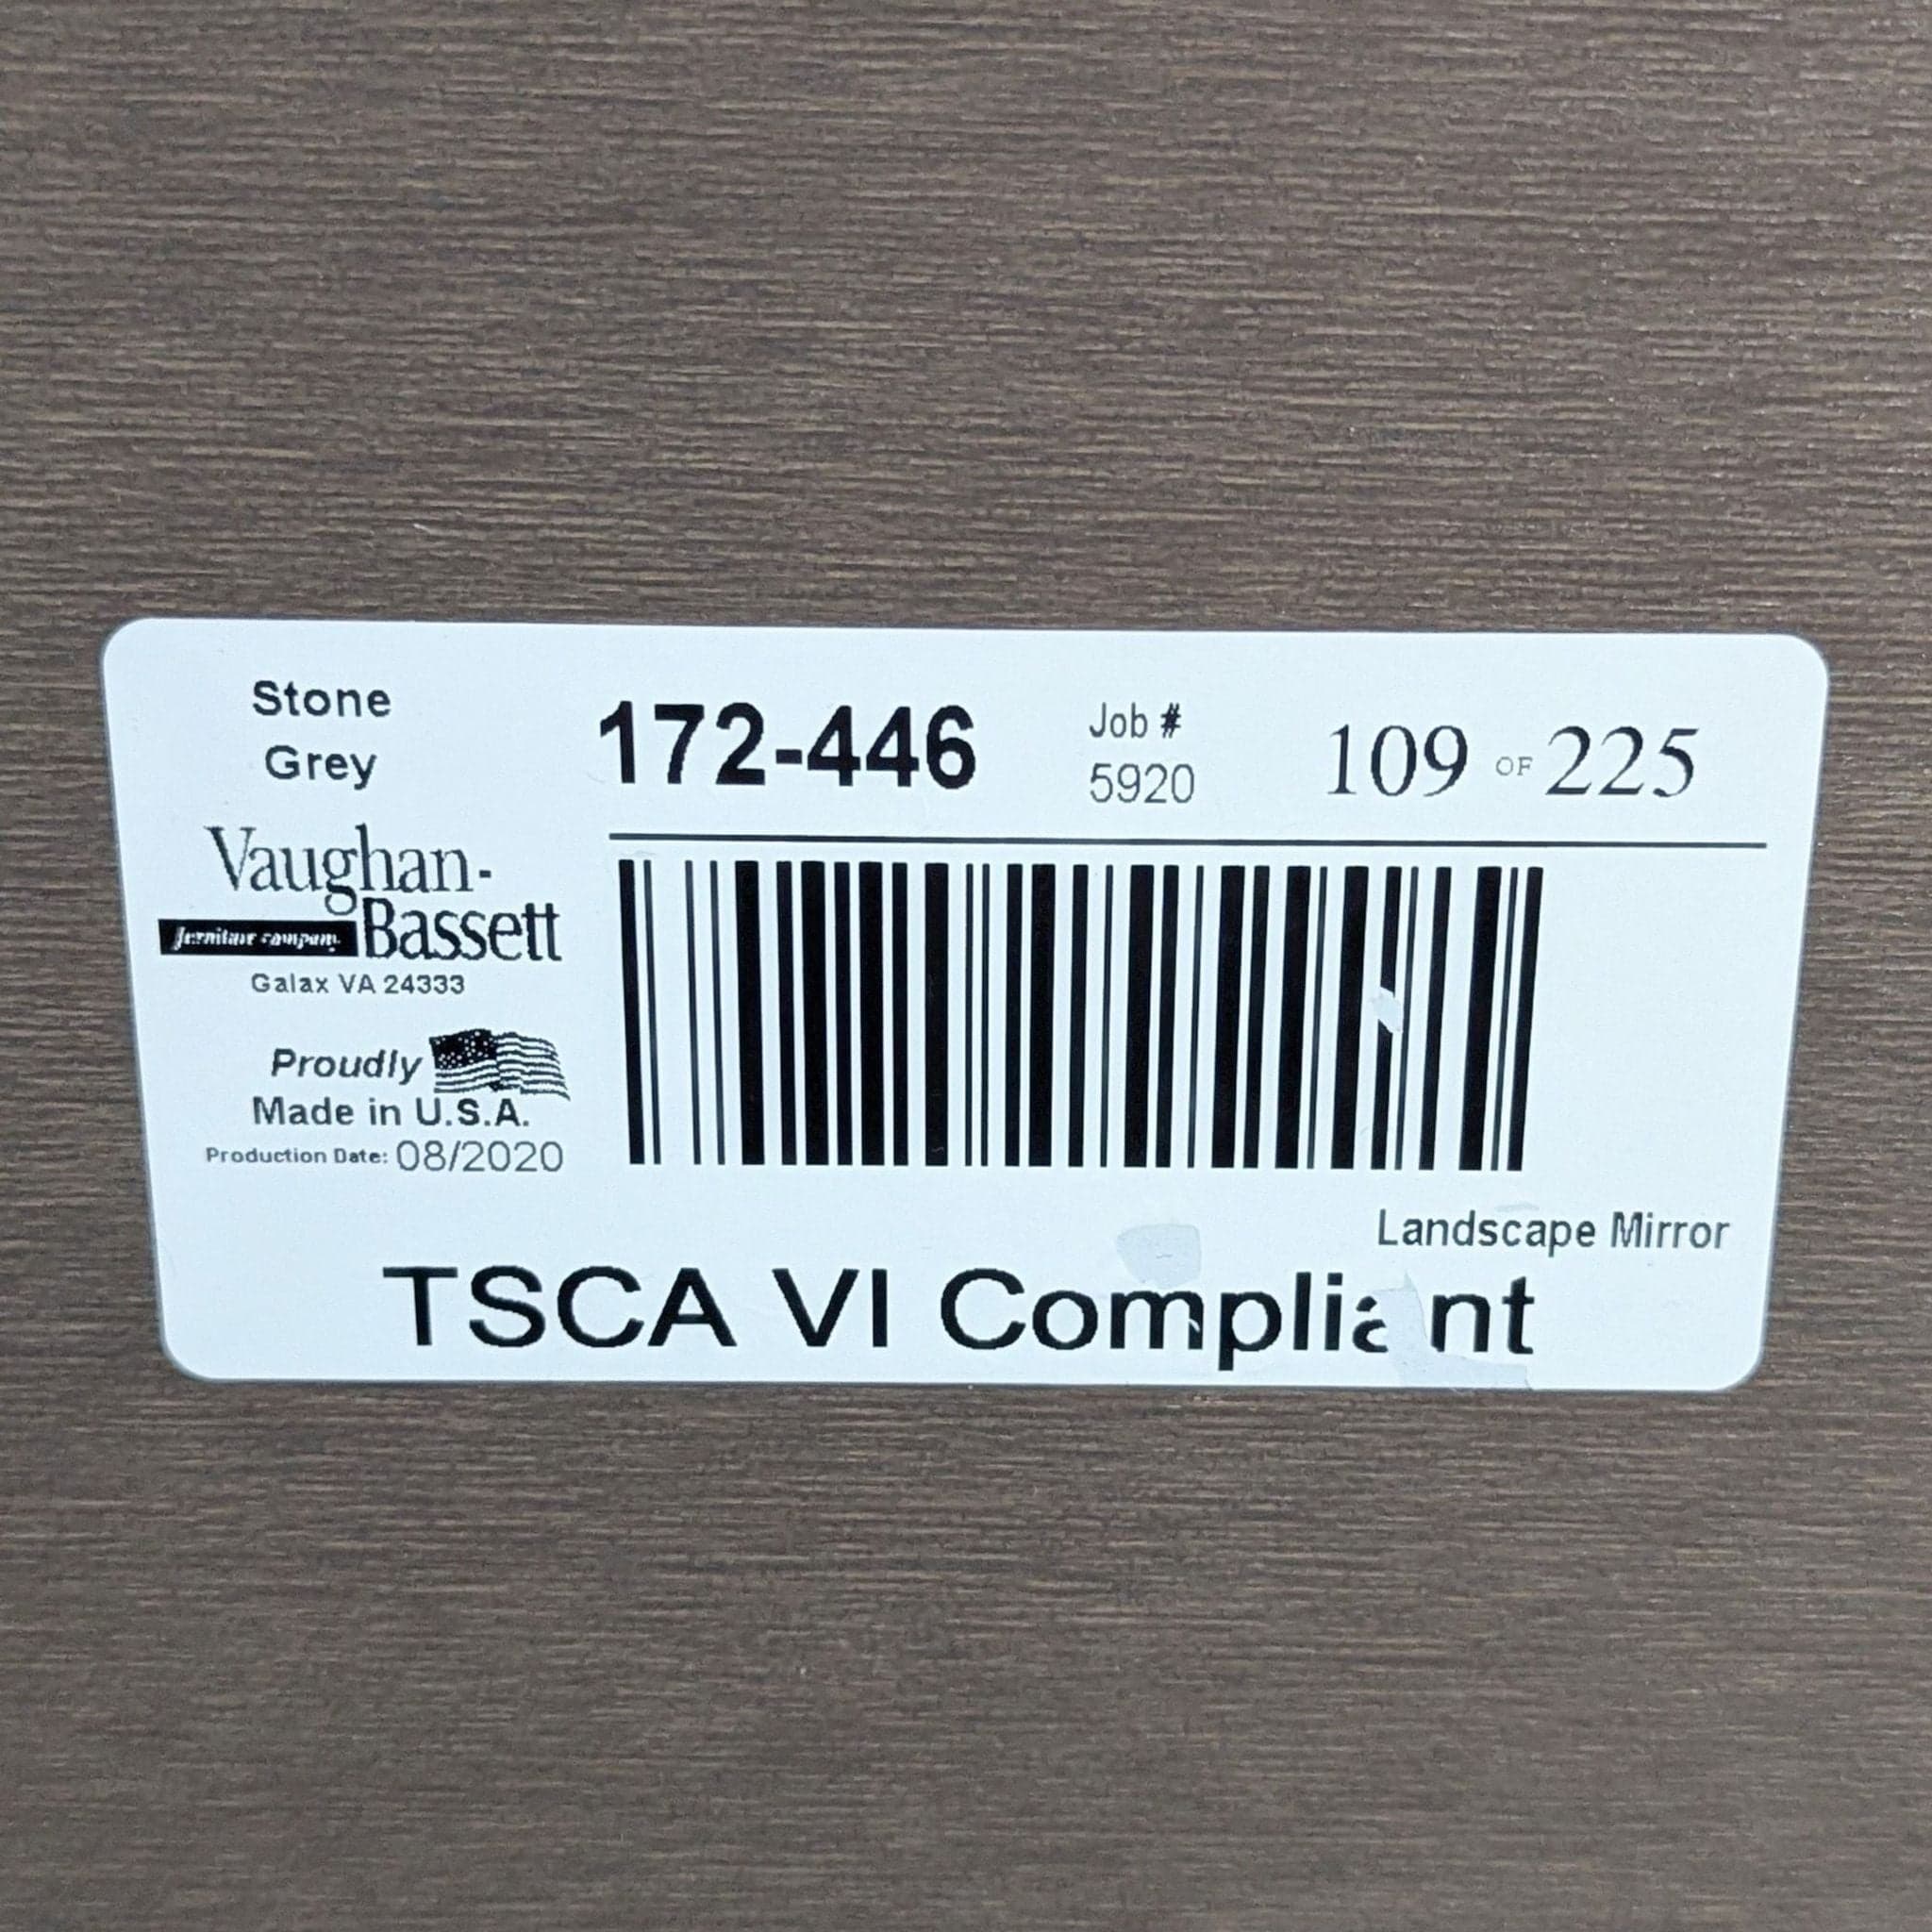 Stone
Grey
172-446
Job #
5920
109 OF 225
Vaughan-
furniture company Bassett
Galax VA 24333
Proudly
Made in U.S.A.
Production Date: 08/2020
Landscape Mirror
TSCA VI Compliant